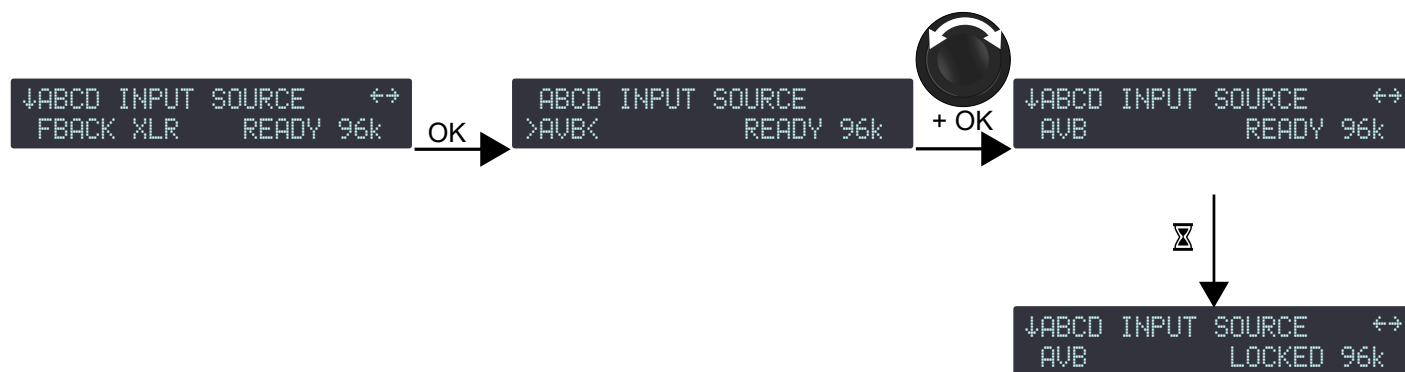 ↓ABCD INPUT SOURCE ←→
FBACK XLR READY 96k
OK
ABCD INPUT SOURCE
>AVB< READY 96k
+ OK
↓ABCD INPUT SOURCE ←→
AVB READY 96k
↓ABCD INPUT SOURCE ←→
AVB LOCKED 96k